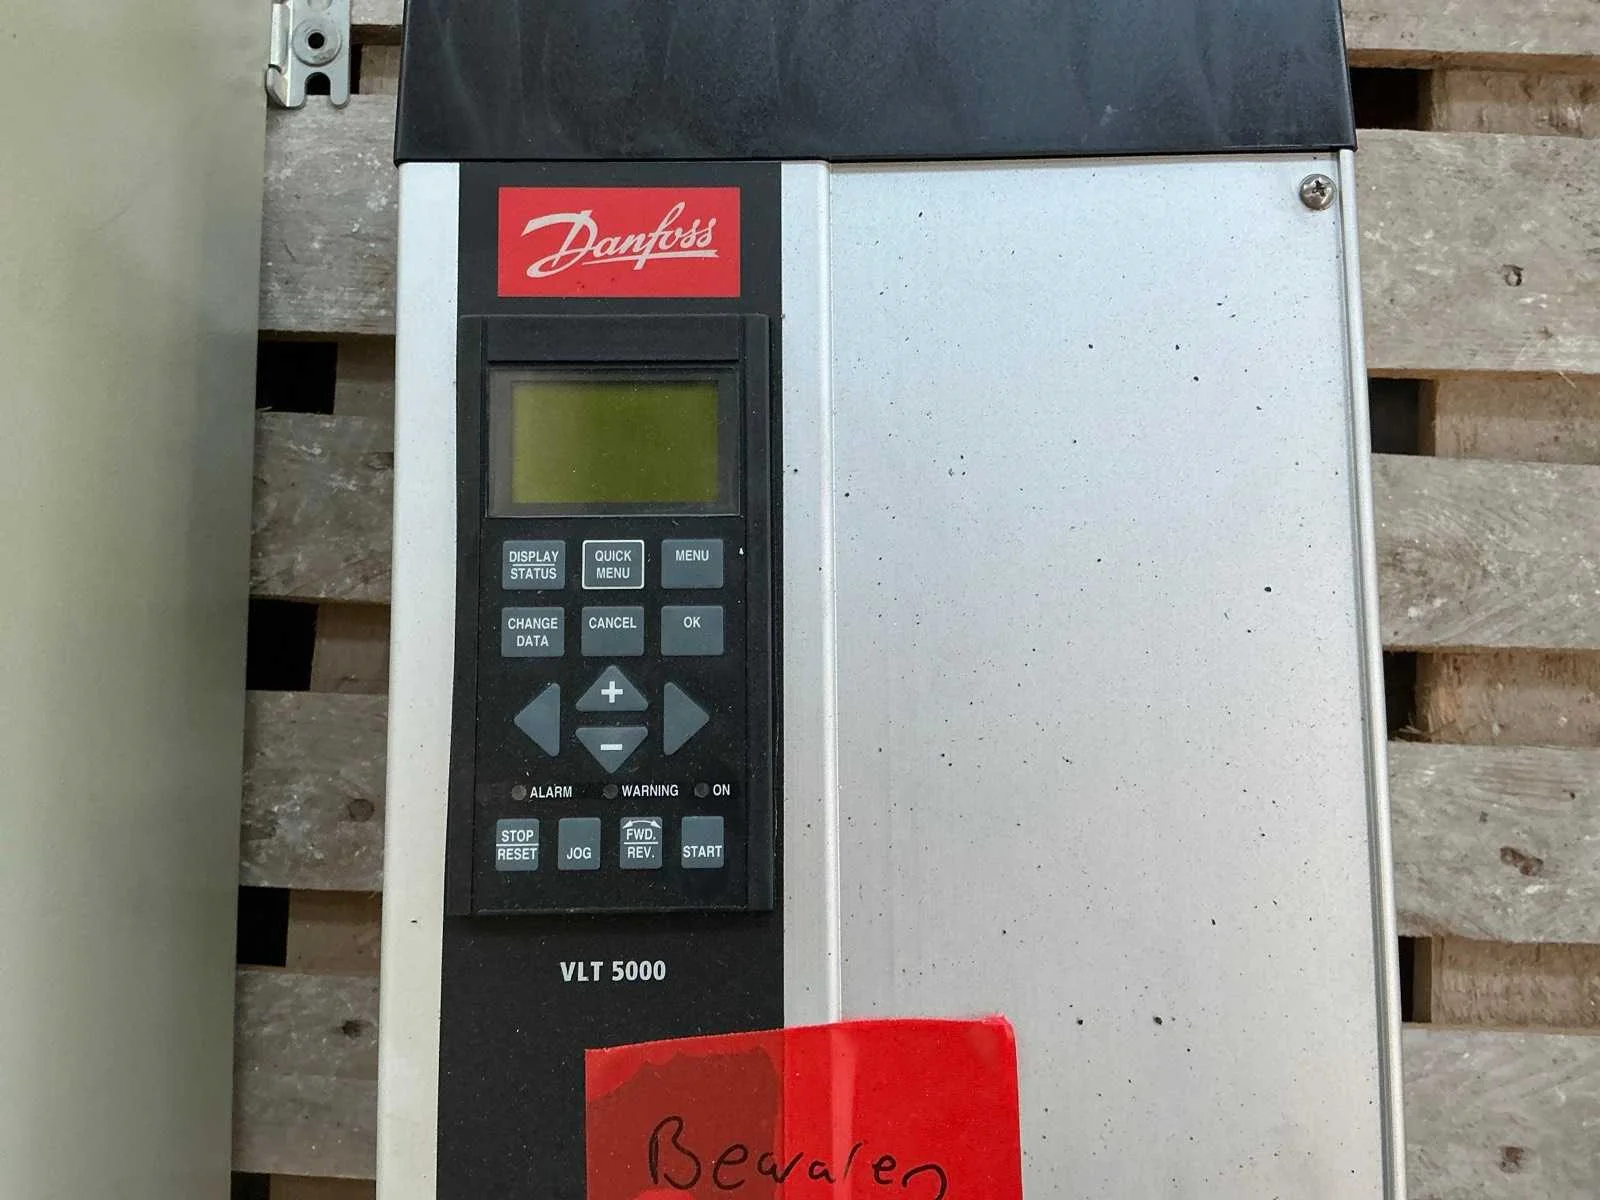 Danfoss
DISPLAY
STATUS
QUICK
MENU
MENU
CHANGE
DATA
CANCEL
OK
+
−
ALARM
WARNING
ON
STOP
RESET
JOG
FWD.
REV.
START
VLT 5000